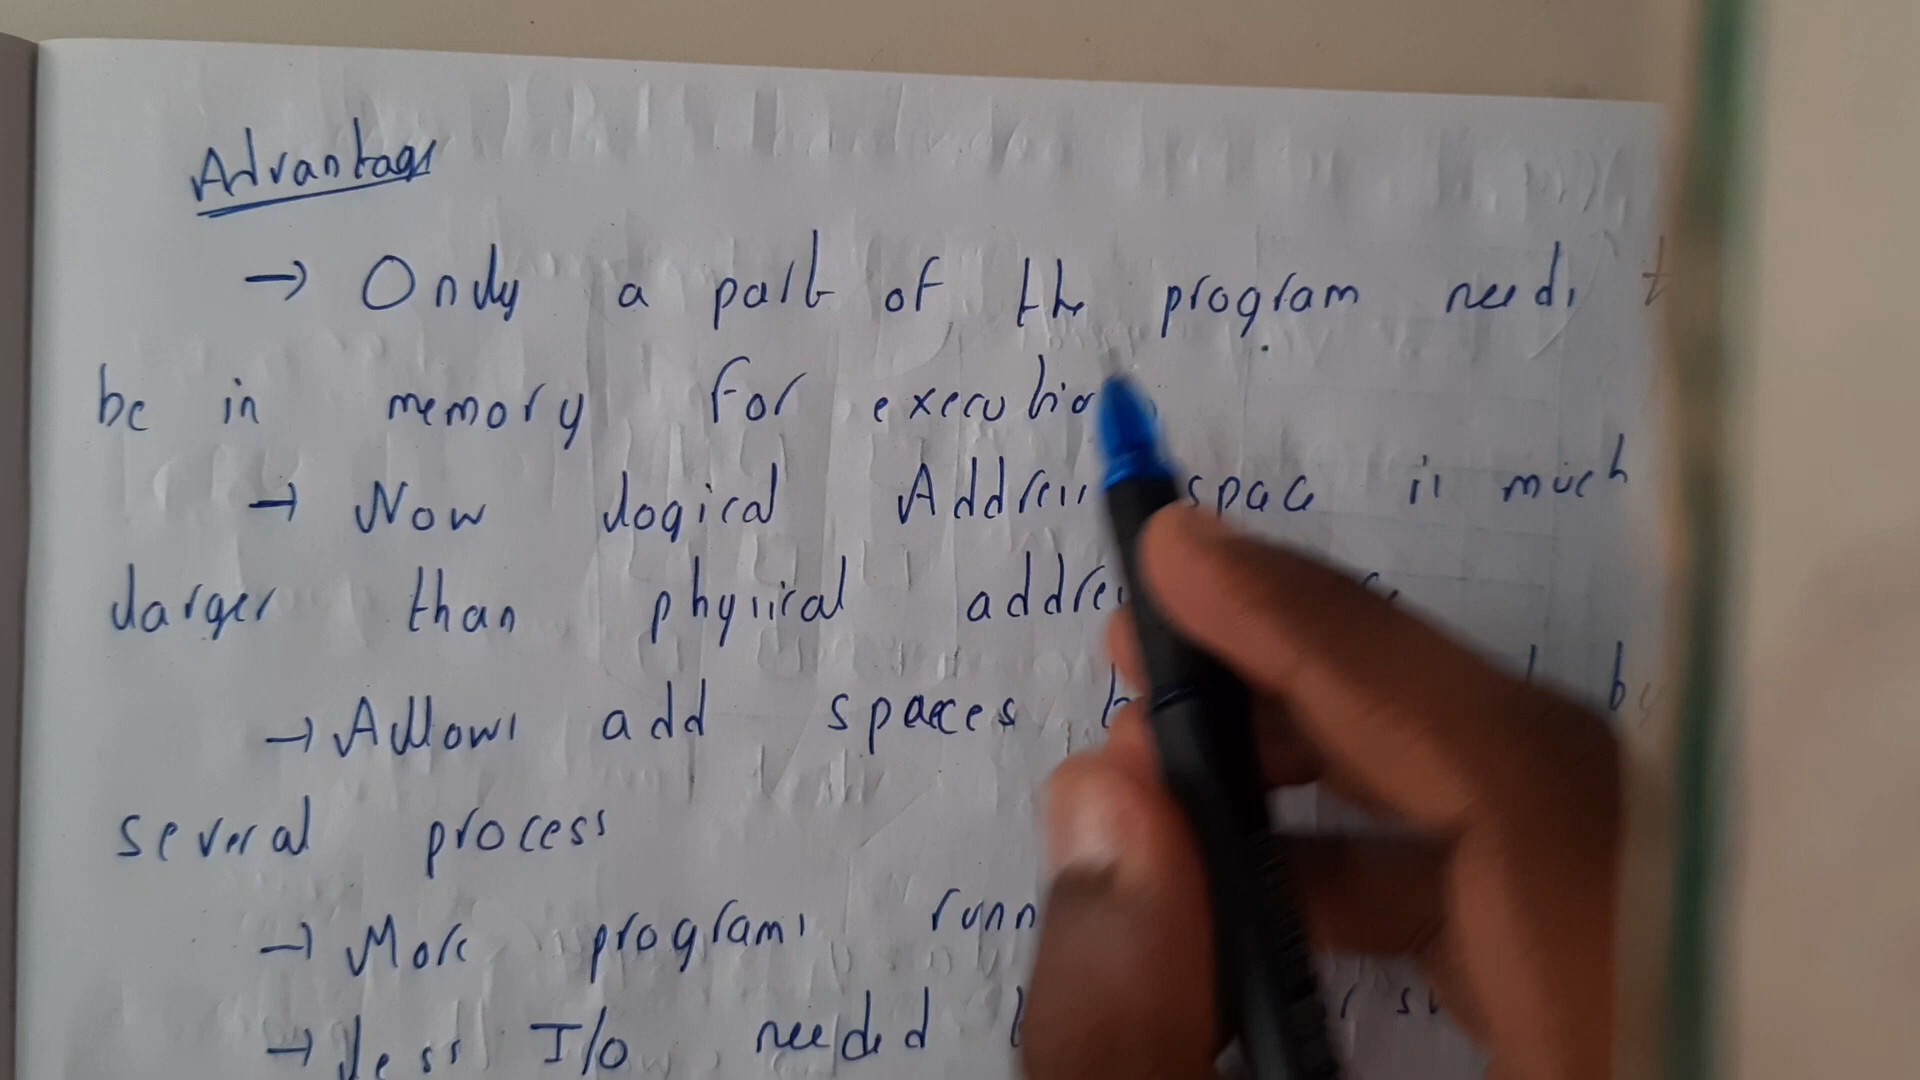 Advantages
→ Only a part of the program needs
be in memory for execution
→ Now logical Address space is much
larger than physical address
→ Allows add spaces by
several process
→ More programs
→ less I/o needed